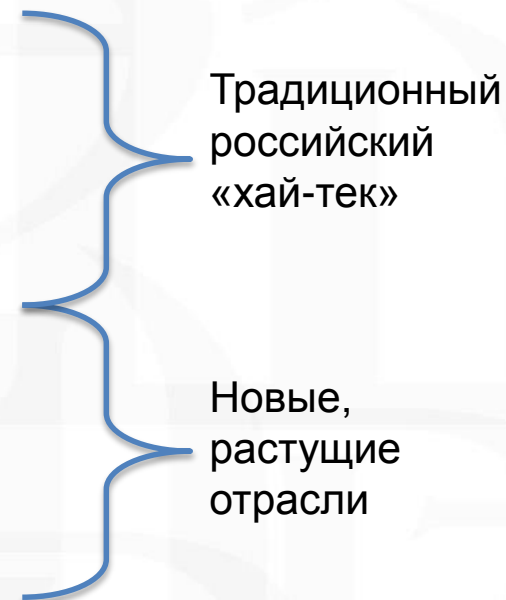 Традиционный
российский
«хай-тек»
Новые,
растущие
отрасли